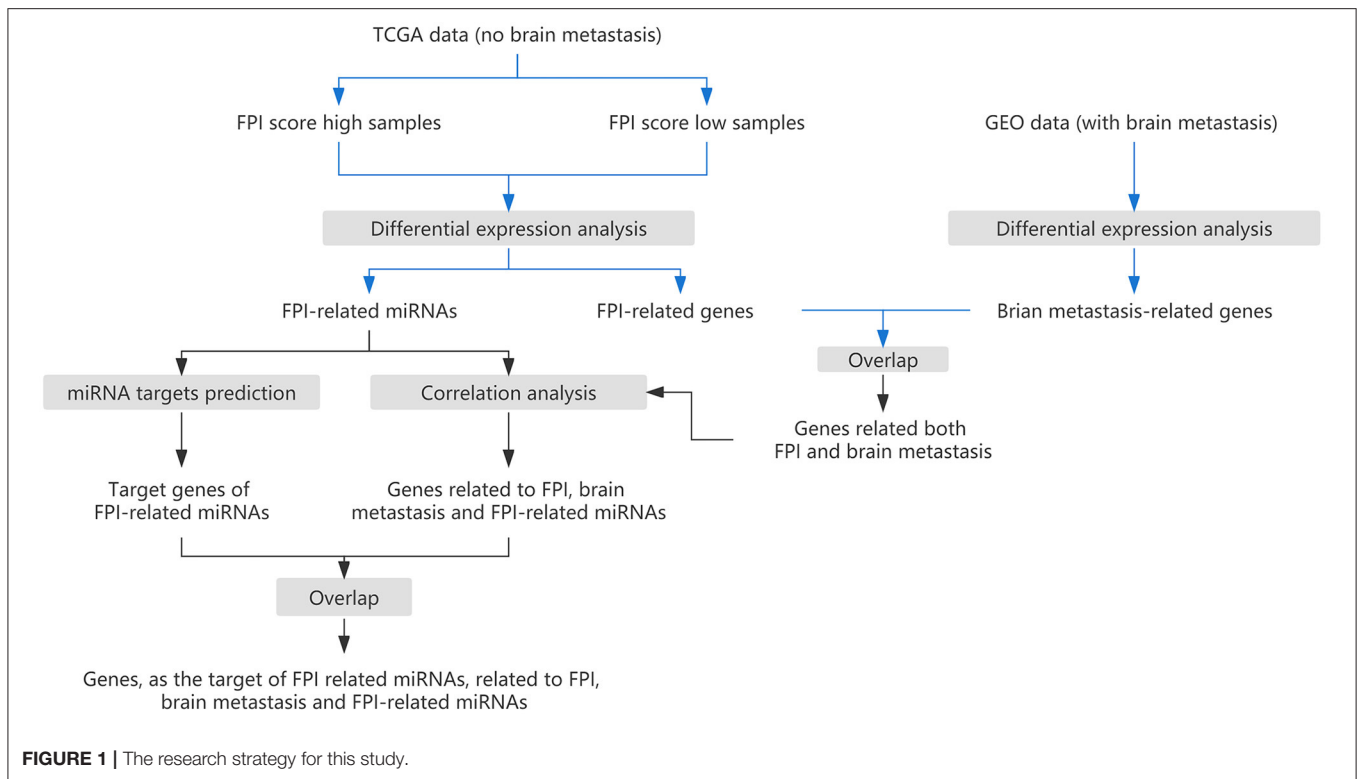 TCGA data (no brain metastasis)
FPI score high samples
FPI score low samples
GEO data (with brain metastasis)
Differential expression analysis
Differential expression analysis
FPI-related miRNAs
FPI-related genes
Brian metastasis-related genes
Overlap
miRNA targets prediction
Correlation analysis
Genes related both
FPI and brain metastasis
Target genes of
FPI-related miRNAs
Genes related to FPI, brain
metastasis and FPI-related miRNAs
Overlap
Genes, as the target of FPI related miRNAs, related to FPI,
brain metastasis and FPI-related miRNAs
FIGURE 1 | The research strategy for this study.